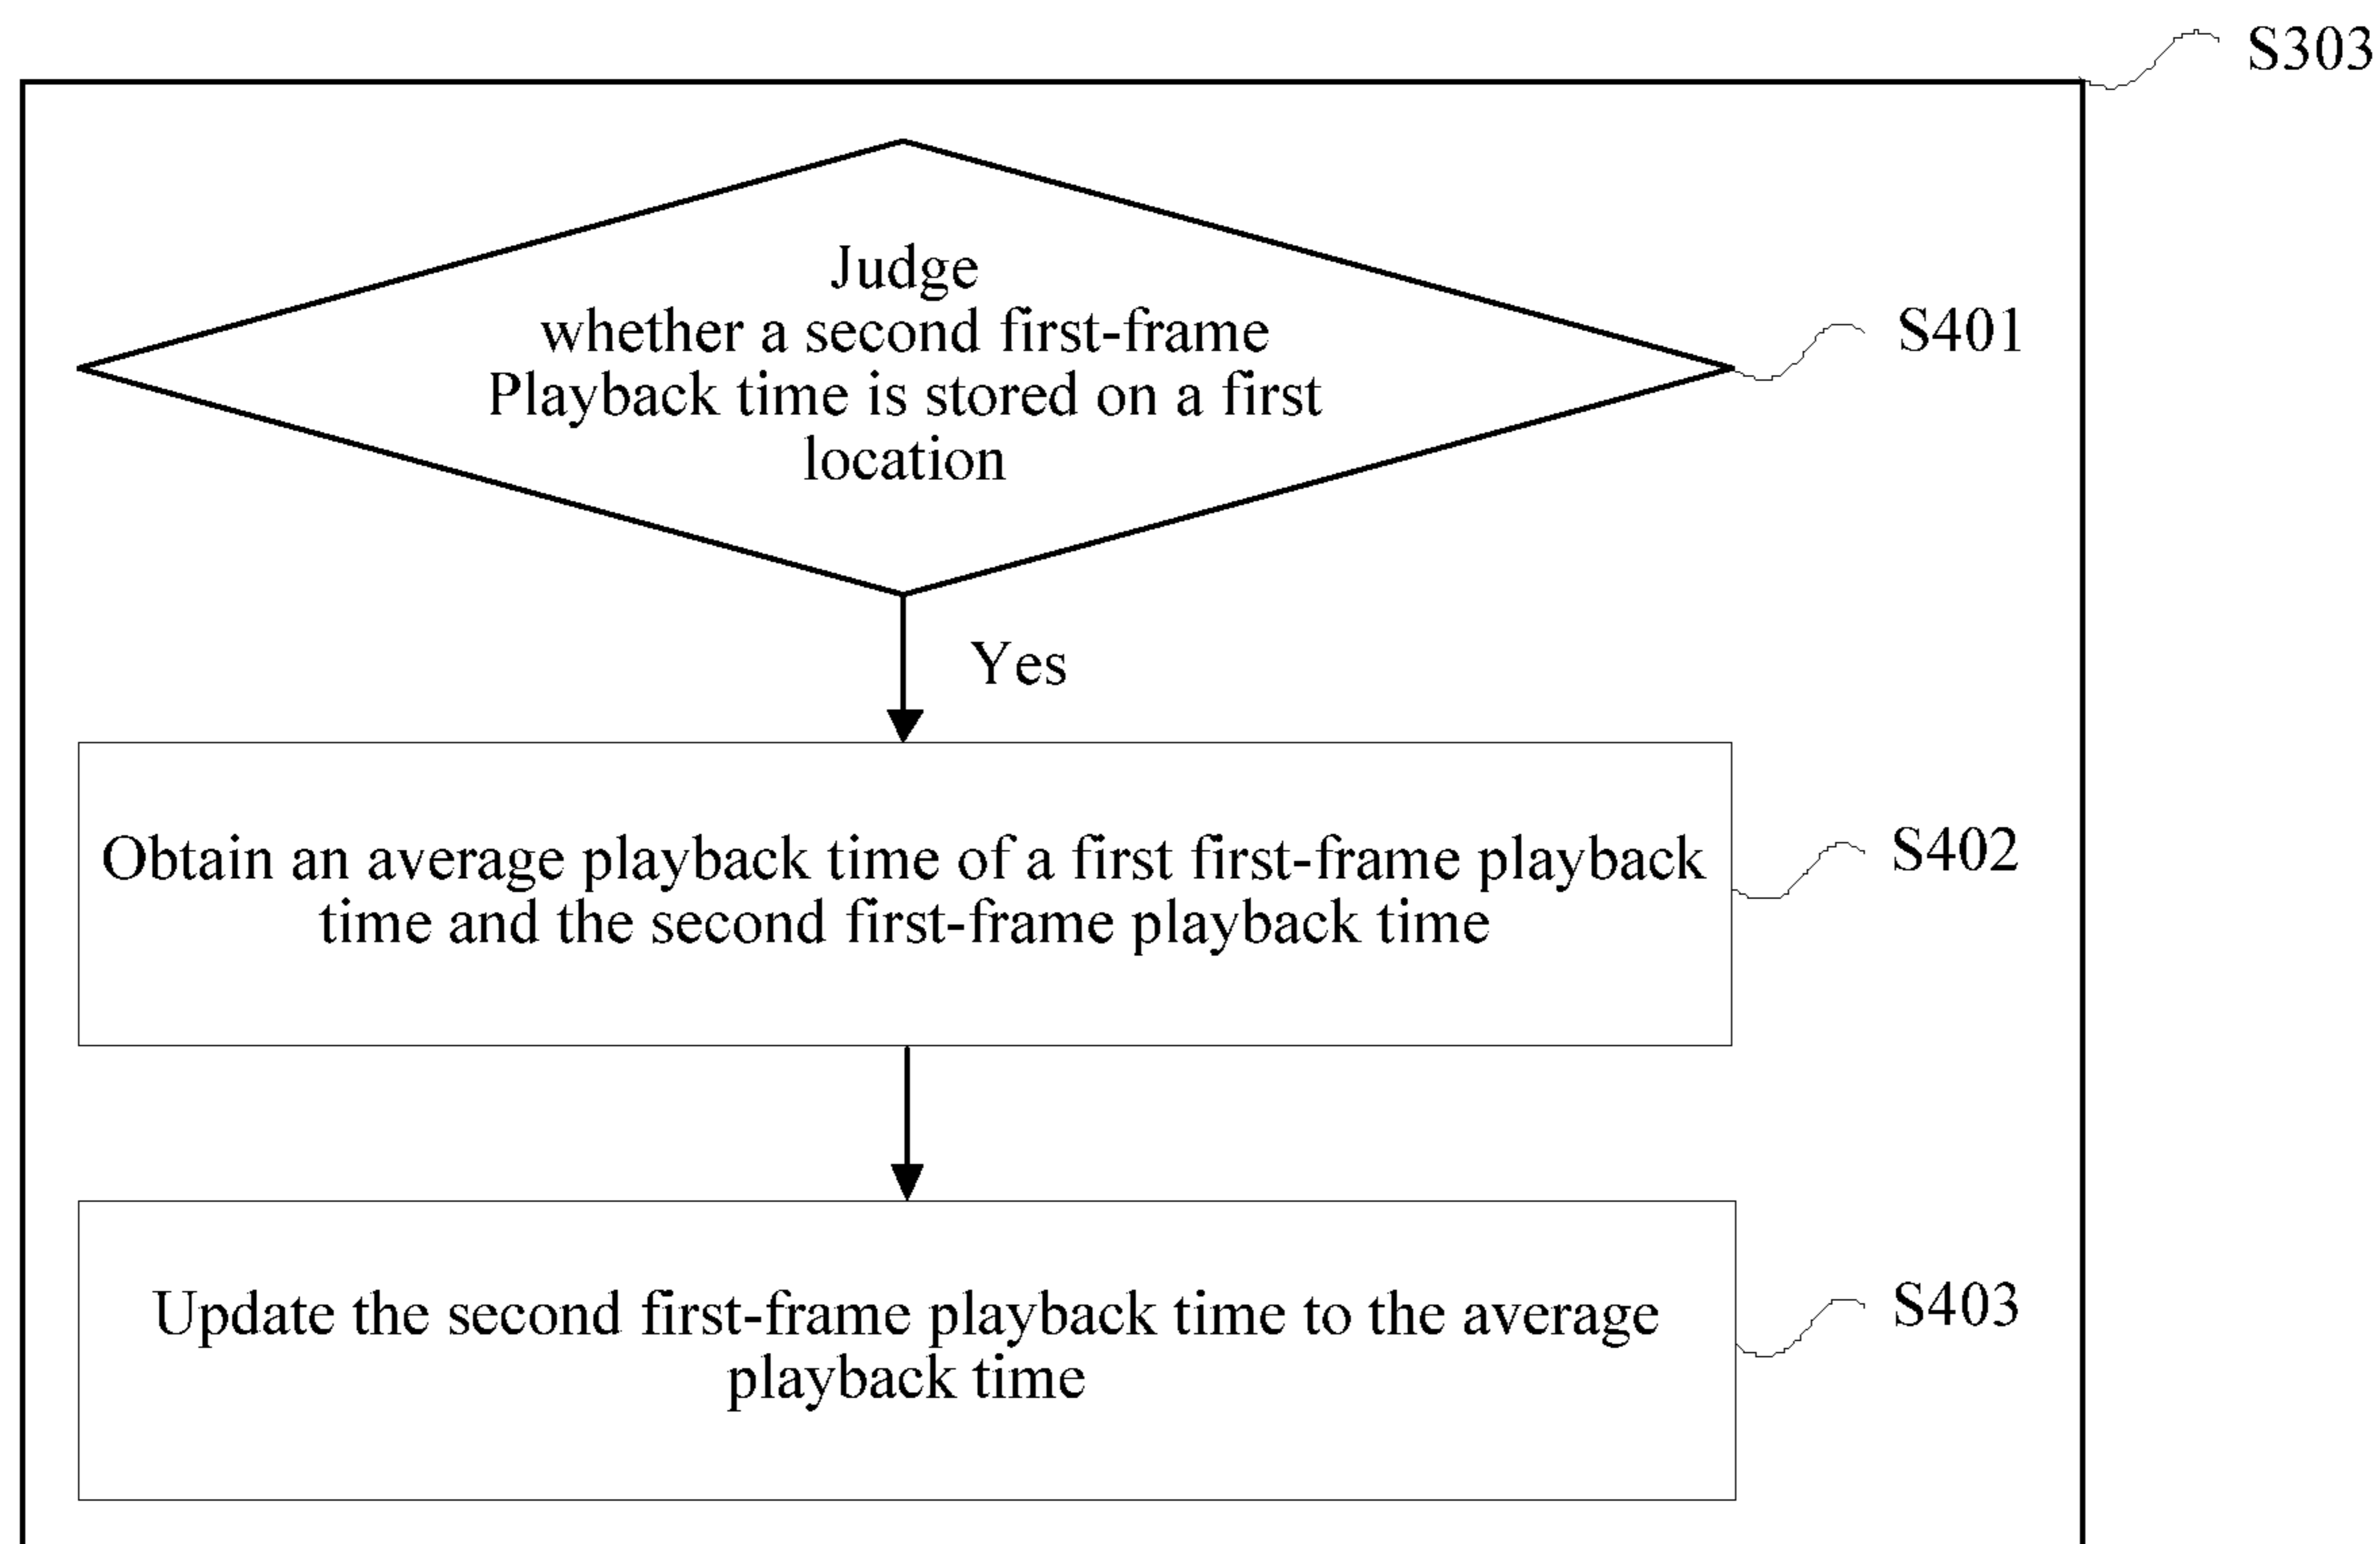 S303
Judge
whether a second first-frame
Playback time is stored on a first
location
S401
Yes
Obtain an average playback time of a first first-frame playback
time and the second first-frame playback time
S402
Update the second first-frame playback time to the average
playback time
S403